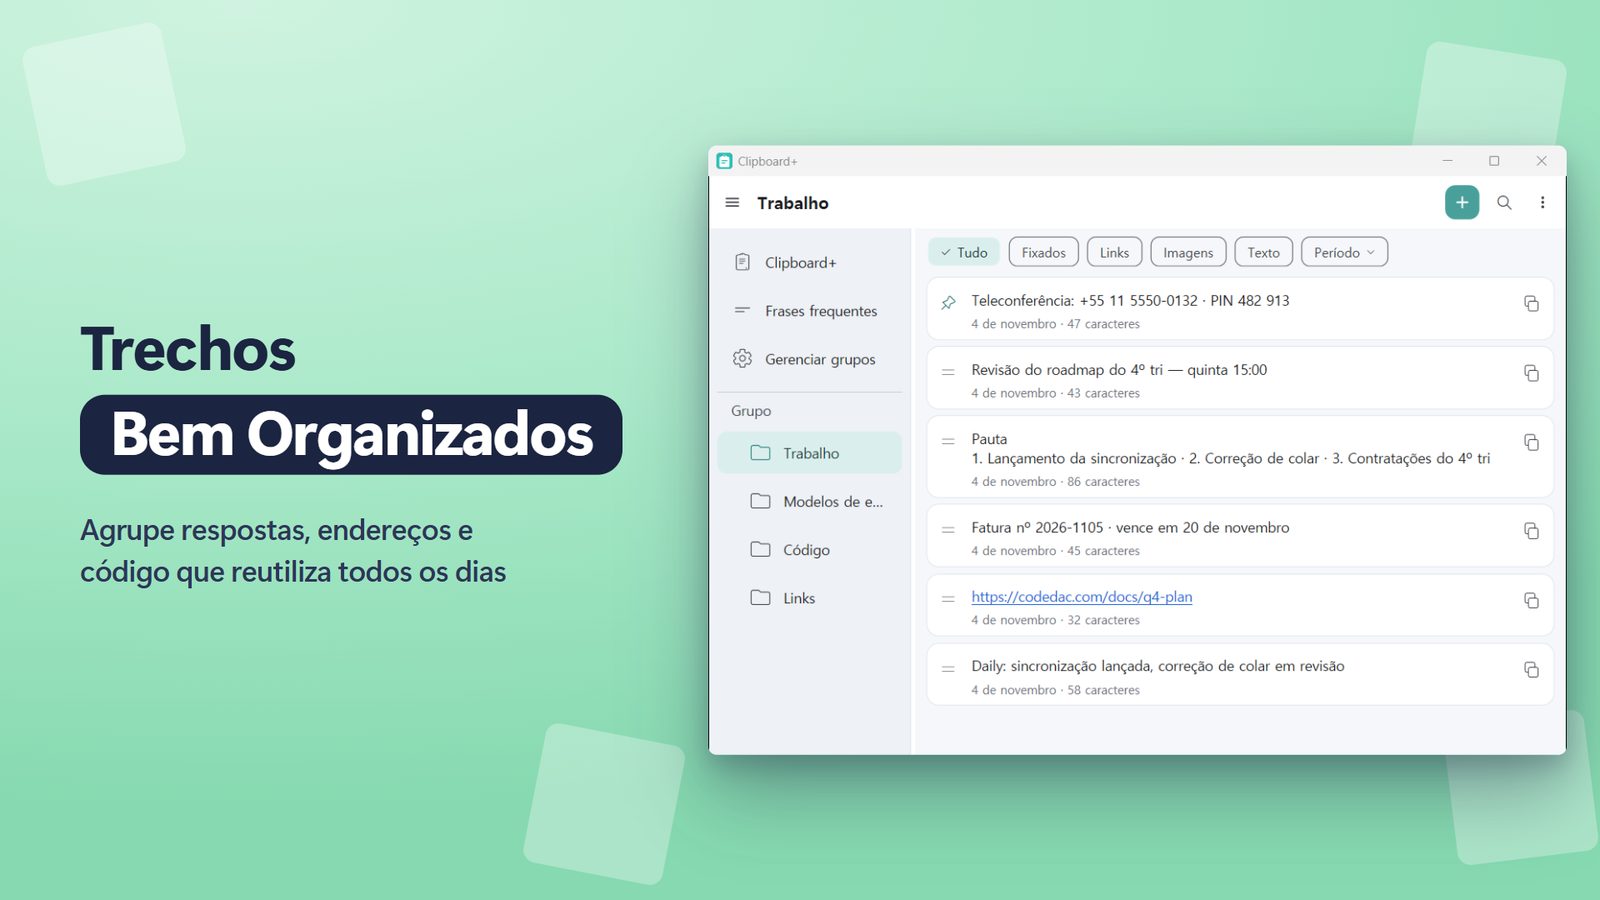 Trechos
Bem Organizados
Agrupe respostas, endereços e
código que reutiliza todos os dias
Clipboard+
Trabalho
Clipboard+
Frases frequentes
Gerenciar grupos
Grupo
Trabalho
Modelos de e...
Código
Links
Tudo
Fixados
Links
Imagens
Texto
Período
Teleconferência: +55 11 5550-0132 · PIN 482 913
4 de novembro · 47 caracteres
Revisão do roadmap do 4º tri — quinta 15:00
4 de novembro · 43 caracteres
Pauta
1. Lançamento da sincronização · 2. Correção de colar · 3. Contratações do 4º tri
4 de novembro · 86 caracteres
Fatura nº 2026-1105 · vence em 20 de novembro
4 de novembro · 45 caracteres
https://codedac.com/docs/q4-plan
4 de novembro · 32 caracteres
Daily: sincronização lançada, correção de colar em revisão
4 de novembro · 58 caracteres